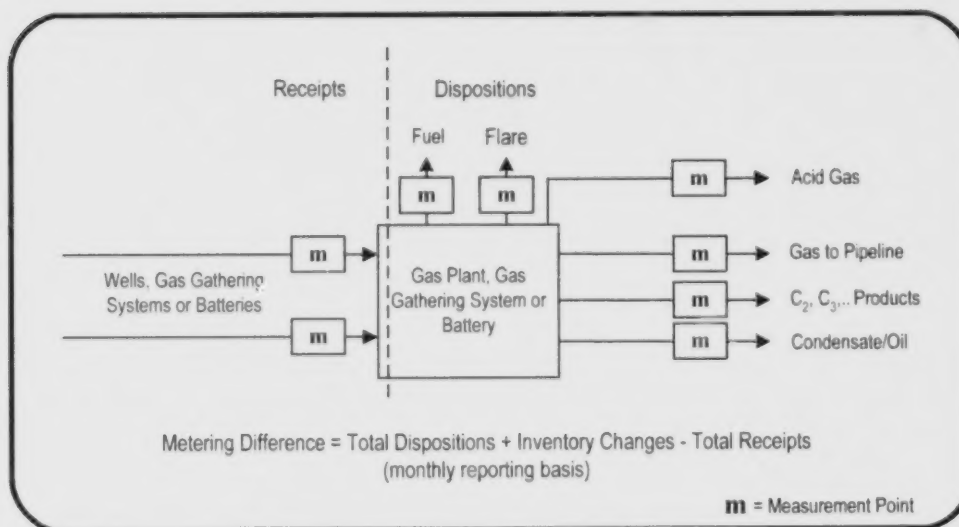 Receipts
Dispositions
Fuel
Flare
m
m
m
Acid Gas
m
Wells, Gas Gathering
Systems or Batteries
m
Gas Plant, Gas
Gathering System or
Battery
m
Gas to Pipeline
m
C₂, C₃... Products
m
Condensate/Oil
Metering Difference = Total Dispositions + Inventory Changes - Total Receipts
(monthly reporting basis)
m = Measurement Point